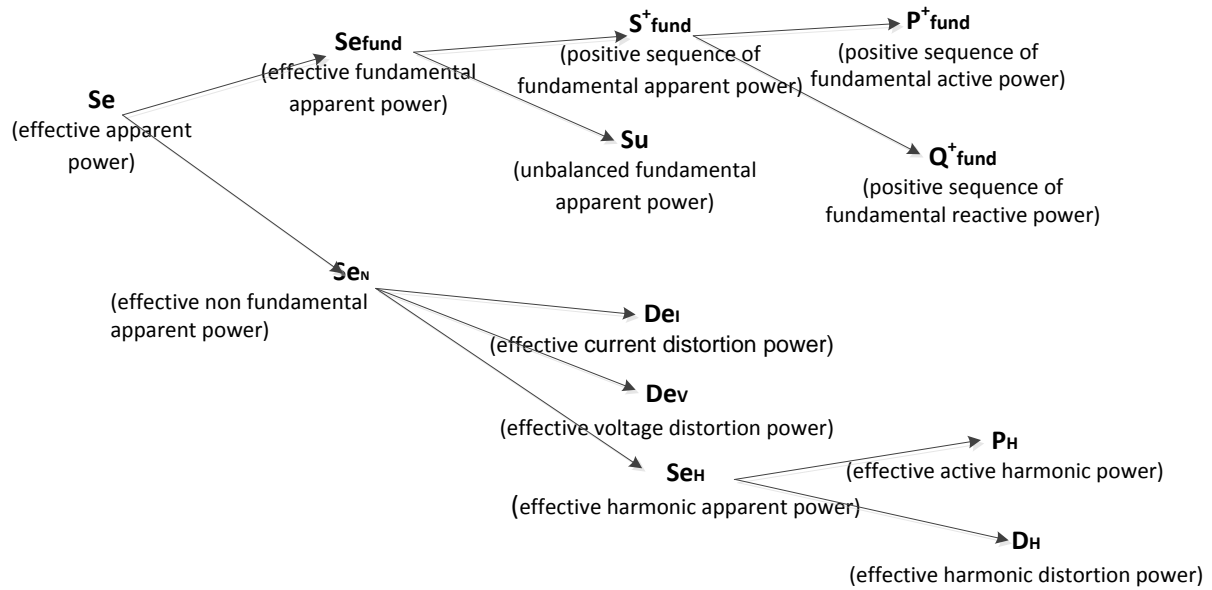 Se
(effective apparent
power)
Sefund
(effective fundamental
apparent power)
S+fund
(positive sequence of
fundamental apparent power)
P+fund
(positive sequence of
fundamental active power)
Su
(unbalanced fundamental
apparent power)
Q+fund
(positive sequence of
fundamental reactive power)
SeN
(effective non fundamental
apparent power)
DeI
(effective current distortion power)
DeV
(effective voltage distortion power)
SeH
(effective harmonic apparent power)
PH
(effective active harmonic power)
DH
(effective harmonic distortion power)